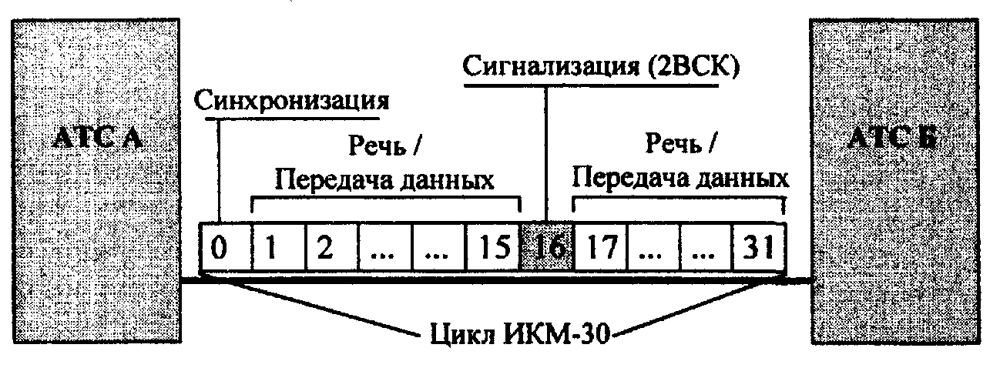 Сигнализация (2ВСК)
Синхронизация
АТС А
АТС Б
Речь /
Передача данных
Речь /
Передача данных
0 1 2 ... ... 15 16 17 ... ... 31
Цикл ИКМ-30